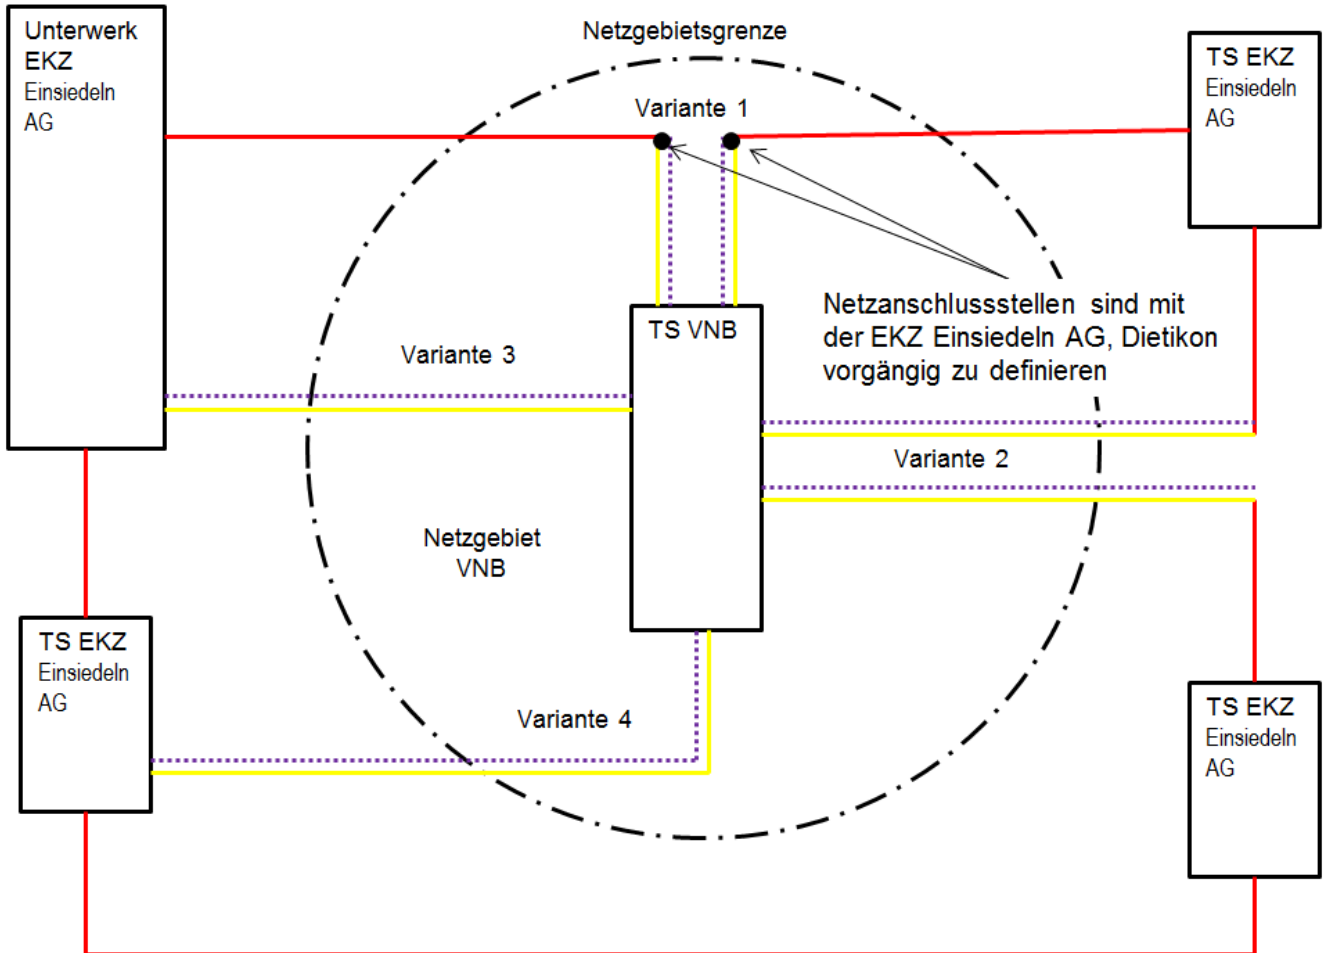 Unterwerk
EKZ
Einsiedeln
AG
Netzgebietsgrenze
Variante 1
TS EKZ
Einsiedeln
AG
Netzanschlussstellen sind mit
der EKZ Einsiedeln AG, Dietikon
vorgängig zu definieren
TS VNB
Variante 3
Variante 2
Netzgebiet
VNB
TS EKZ
Einsiedeln
AG
Variante 4
TS EKZ
Einsiedeln
AG